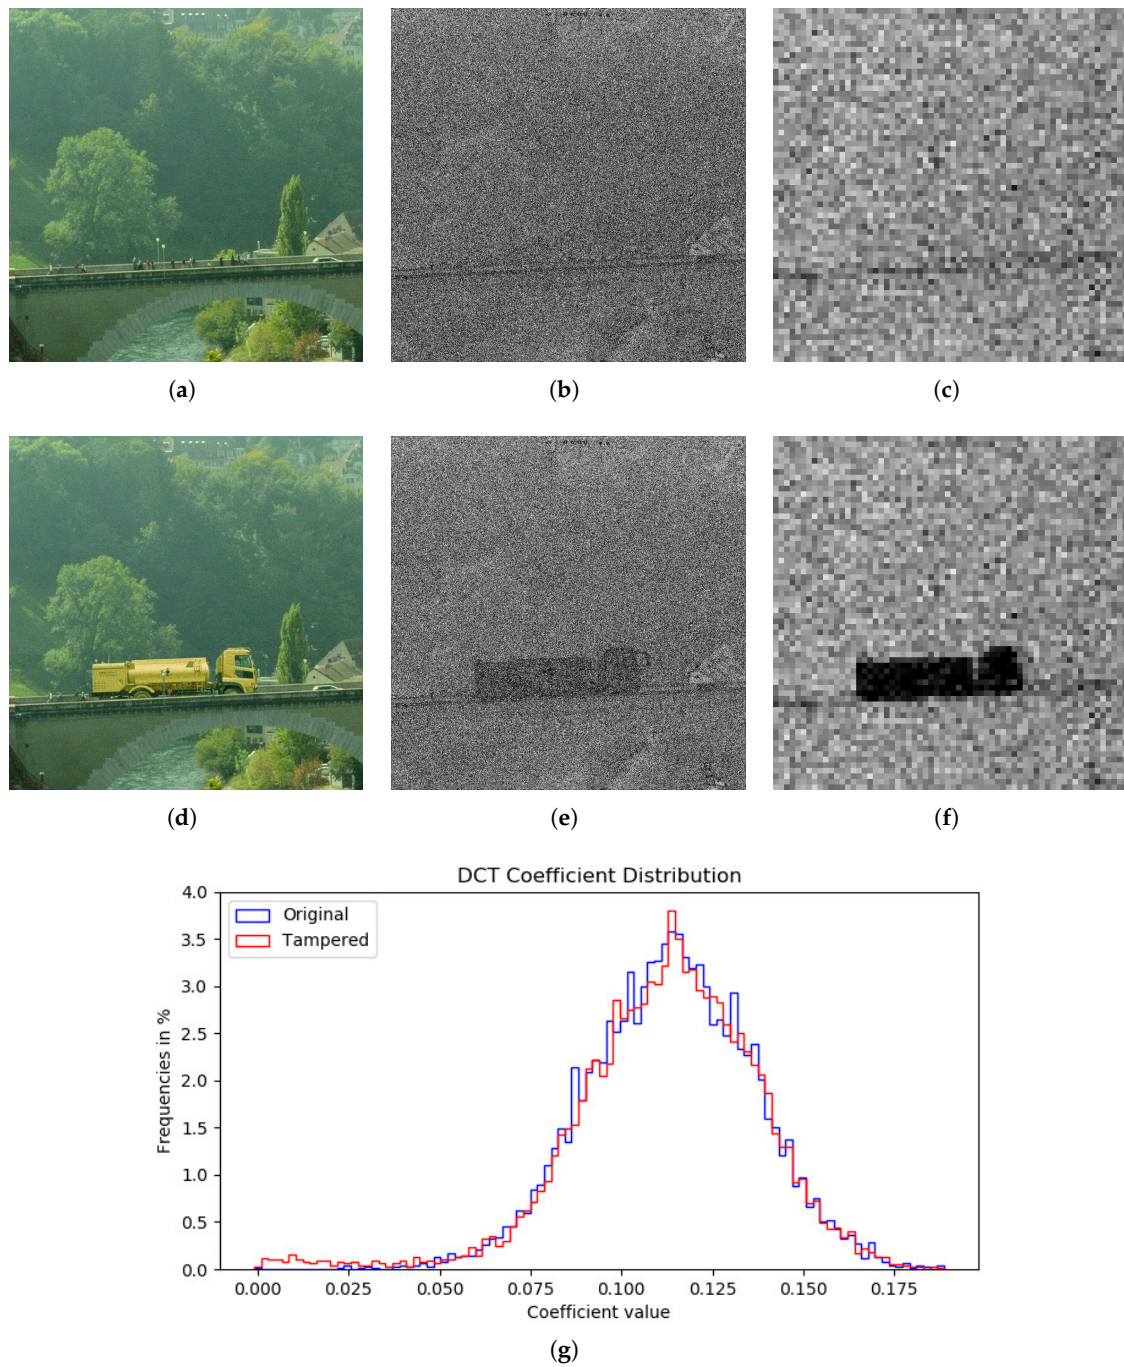 (a)
(b)
(c)
(d)
(e)
(f)
DCT Coefficient Distribution
4.0
3.5
3.0
2.5
2.0
1.5
1.0
0.5
0.0
Frequencies in %
Original
Tampered
0.000 0.025 0.050 0.075 0.100 0.125 0.150 0.175
Coefficient value
(g)